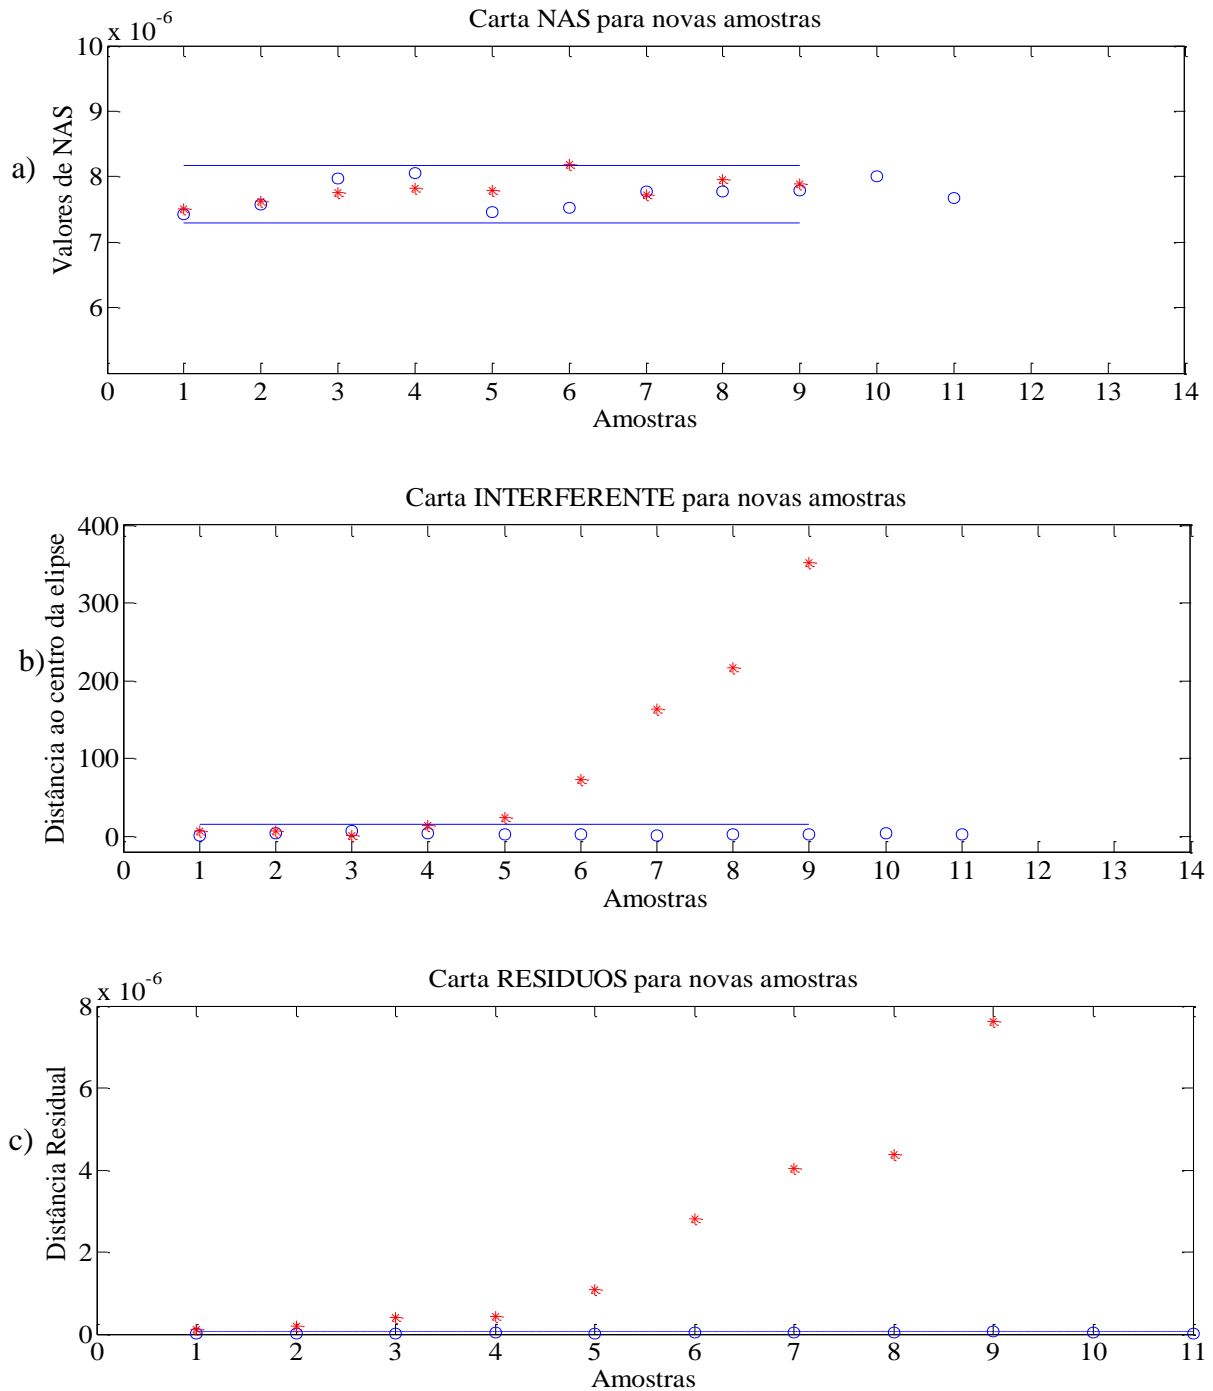 Carta NAS para novas amostras
x 10^-6
10
9
8
7
6
a)
Valores de NAS
0 1 2 3 4 5 6 7 8 9 10 11 12 13 14
Amostras
Carta INTERFERENTE para novas amostras
400
300
200
100
0
b)
Distância ao centro da elipse
0 1 2 3 4 5 6 7 8 9 10 11 12 13 14
Amostras
Carta RESIDUOS para novas amostras
x 10^-6
8
6
4
2
0
c)
Distância Residual
0 1 2 3 4 5 6 7 8 9 10 11
Amostras